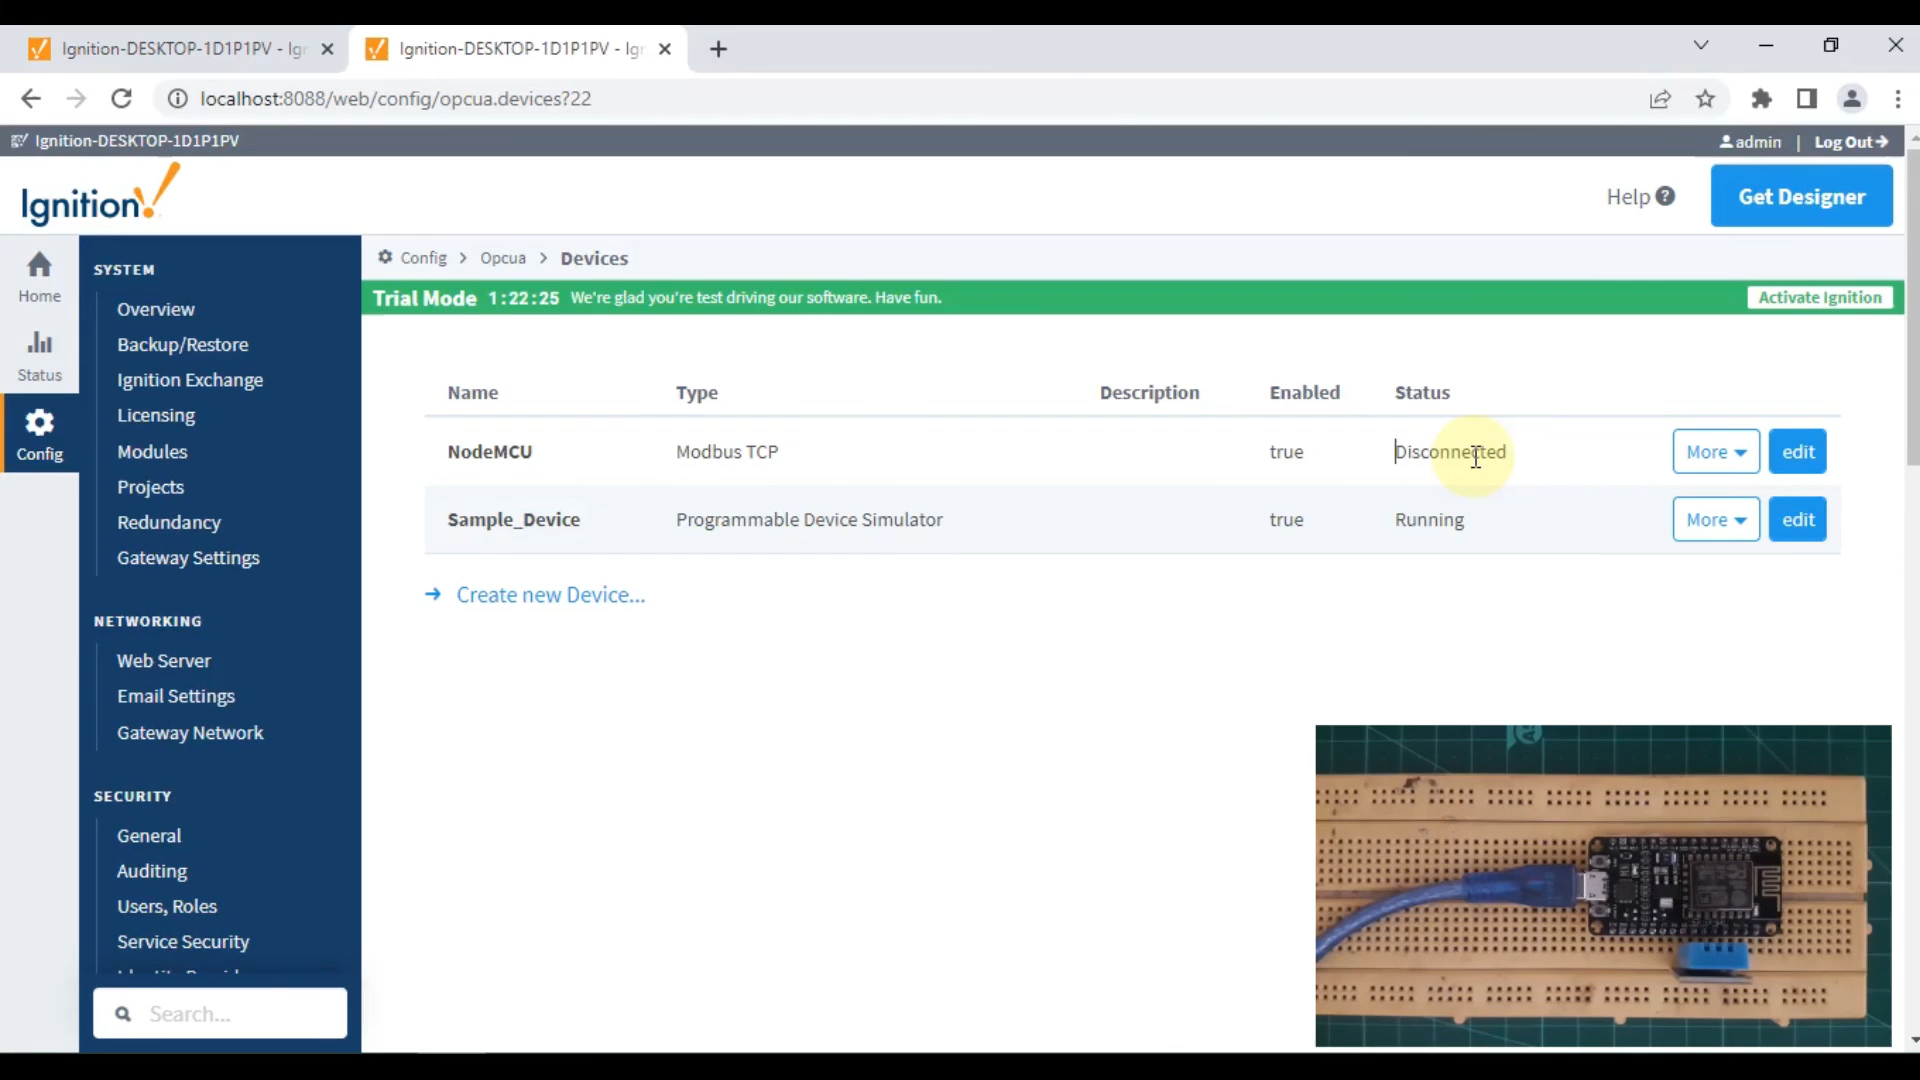 Ignition-DESKTOP-1D1P1PV - Ig
Ignition-DESKTOP-1D1P1PV - Ig
localhost:8088/web/config/opcua.devices?22
Ignition-DESKTOP-1D1P1PV
admin | Log Out
Ignition!
Help ?
Get Designer
Home
Status
Config
SYSTEM
Overview
Backup/Restore
Ignition Exchange
Licensing
Modules
Projects
Redundancy
Gateway Settings
NETWORKING
Web Server
Email Settings
Gateway Network
SECURITY
General
Auditing
Users, Roles
Service Security
Search...
Config > Opcua > Devices
Trial Mode 1:22:25 We're glad you're test driving our software. Have fun.
Activate Ignition
Name Type Description Enabled Status
NodeMCU Modbus TCP true Disconnected More edit
Sample_Device Programmable Device Simulator true Running More edit
Create new Device...